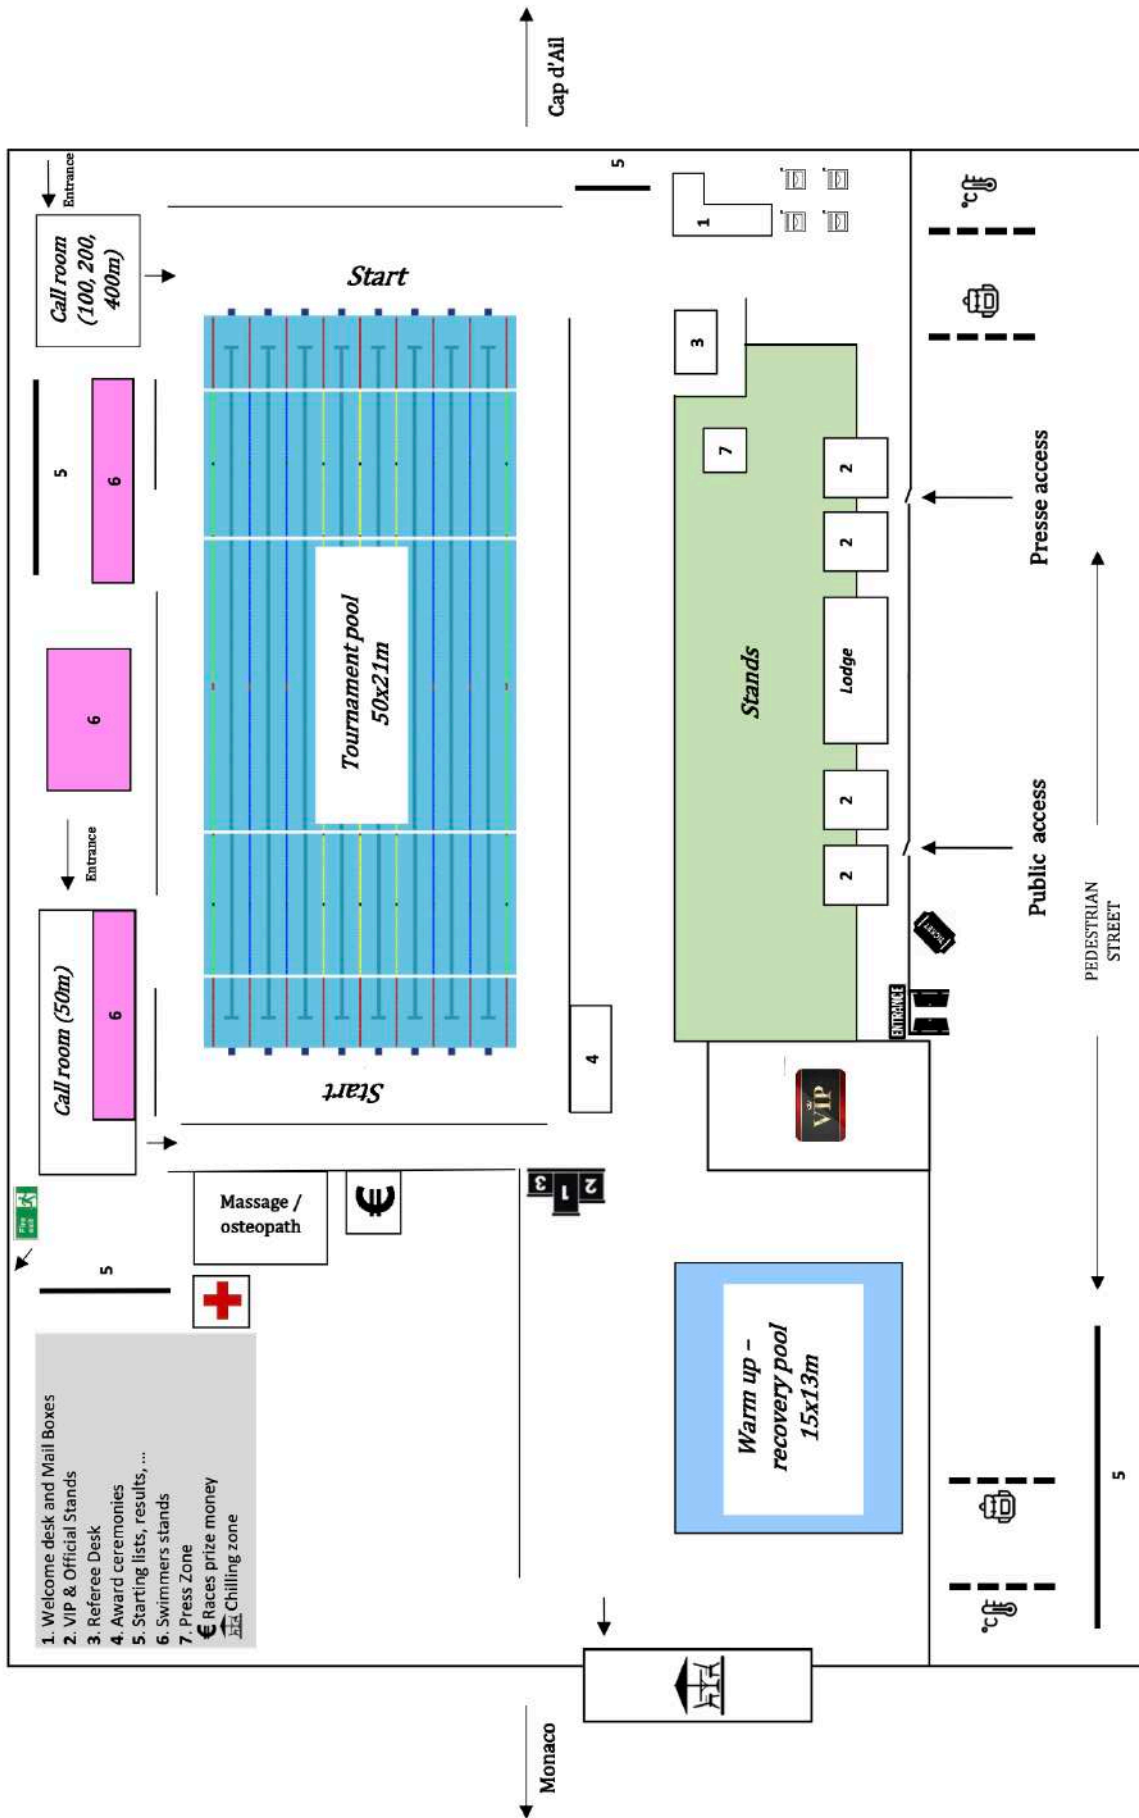 Cap d'Ail
Entrance
Call room
(100, 200,
400m)
5
1
Start
3
5
6
7
2
Presse access
2
Tournament pool
50x21m
Stands
Lodge
6
Entrance
2
2
Public access
PEDESTRIAN
STREET
TICKET
ENTRANCE
Call room (50m)
6
Start
4
VIP
Fire
exit
Massage /
osteopath
€
3
1
2
5
1. Welcome desk and Mail Boxes
2. VIP & Official Stands
3. Referee Desk
4. Award ceremonies
5. Starting lists, results, ...
6. Swimmers stands
7. Press Zone
€ Races prize money
Chilling zone
Warm up –
recovery pool
15x13m
5
°C
°C
Monaco